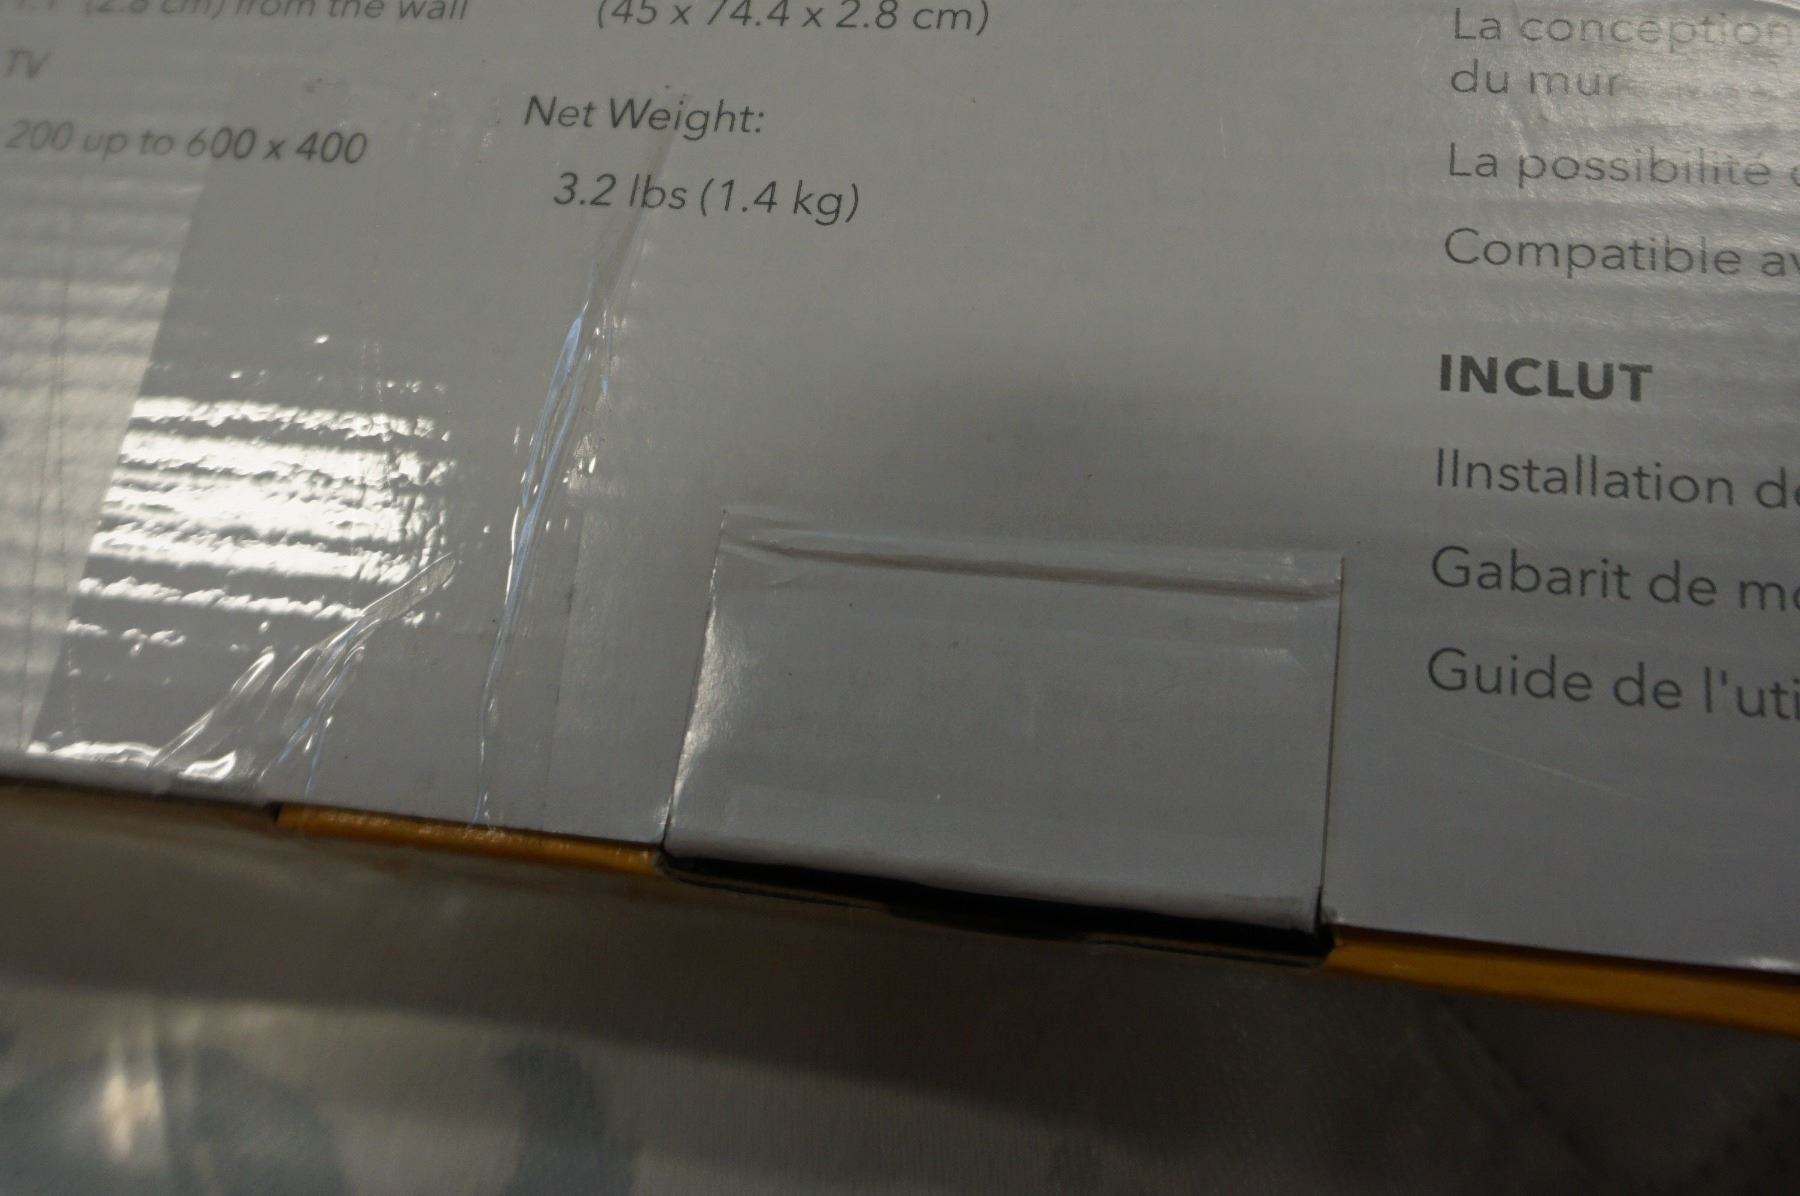 (2.8 cm) from the wall
TV
200 up to 600 x 400
(45 x 74.4 x 2.8 cm)
Net Weight:
3.2 lbs (1.4 kg)
La conception
du mur
La possibilité
Compatible
INCLUT
IInstallation
Gabarit de
Guide de